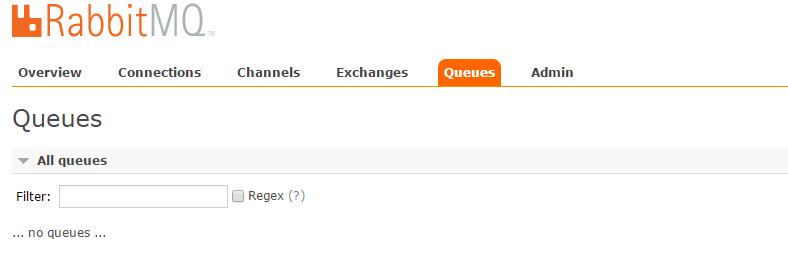 RabbitMQ™
Overview Connections Channels Exchanges Queues Admin
Queues
All queues
Filter: Regex (?)
... no queues ...